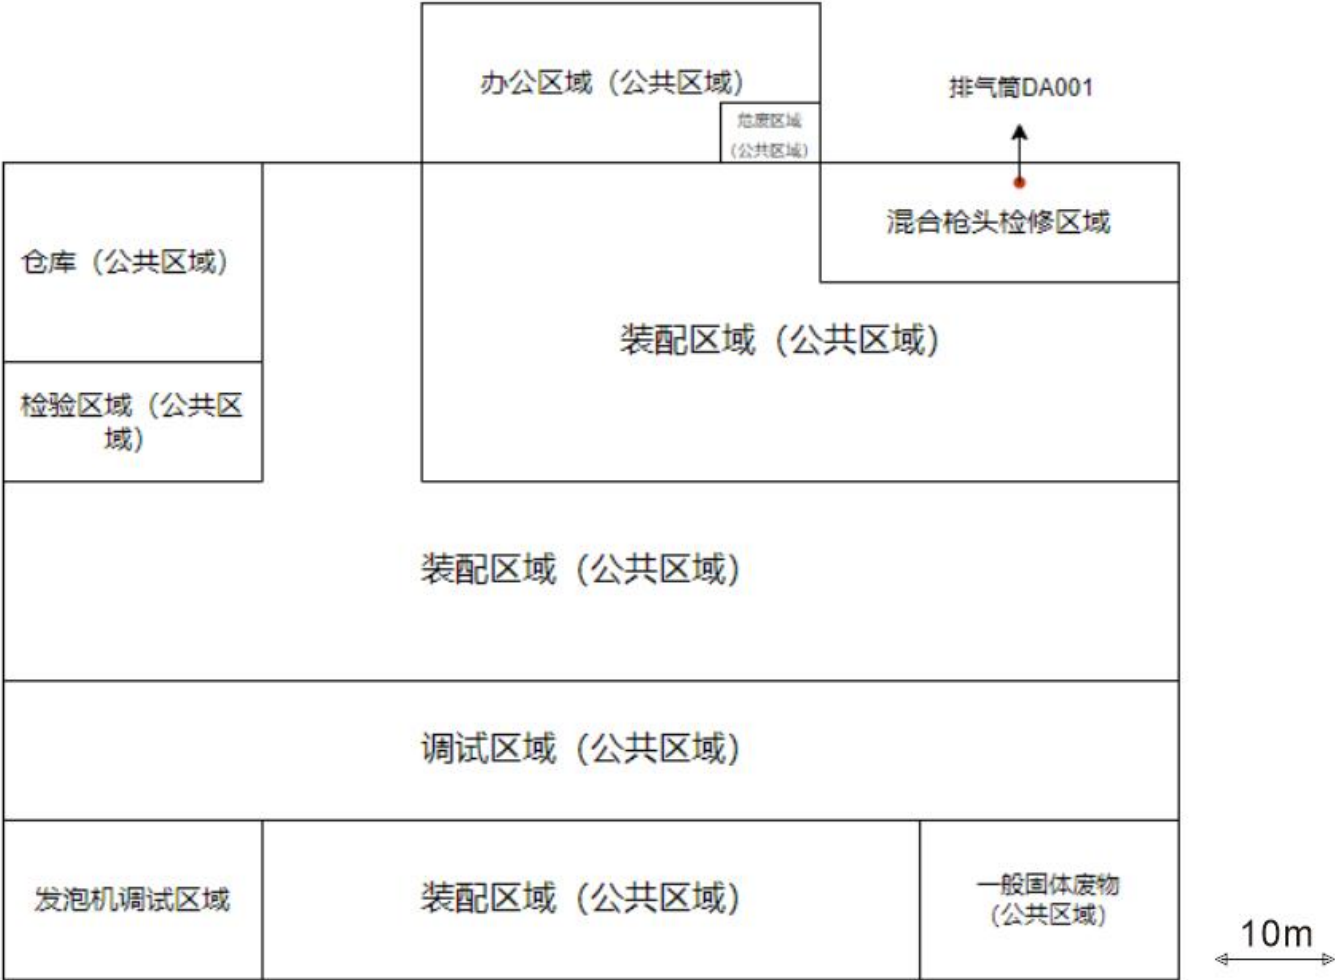 办公区域（公共区域）
排气筒DA001
危废区域
（公共区域）
混合枪头检修区域
仓库（公共区域）
装配区域（公共区域）
检验区域（公共区
域）
装配区域（公共区域）
调试区域（公共区域）
发泡机调试区域
装配区域（公共区域）
一般固体废物
（公共区域）
10m